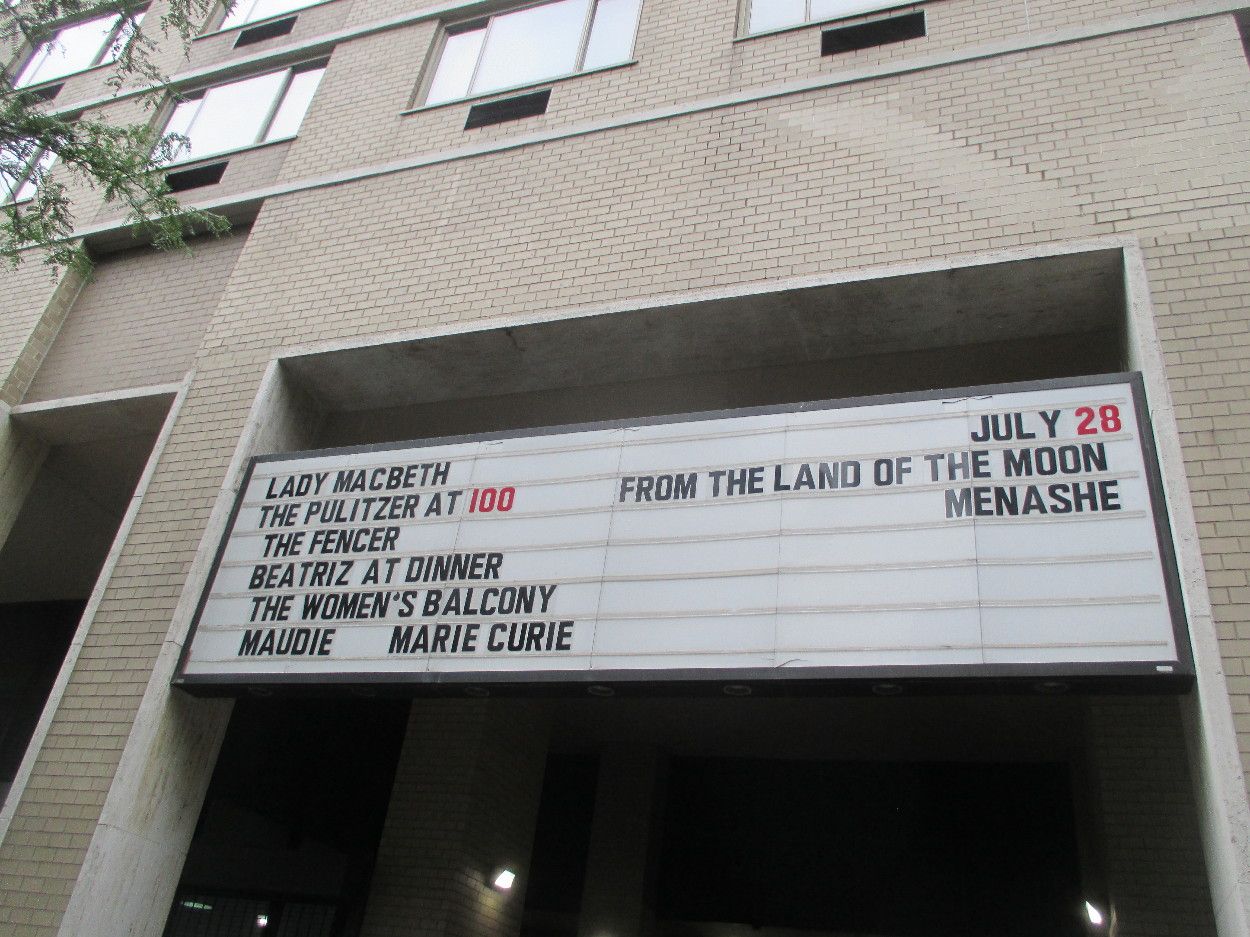 LADY MACBETH
THE PULITZER AT 100
THE FENCER
BEATRIZ AT DINNER
THE WOMEN'S BALCONY
MAUDIE MARIE CURIE
JULY 28
FROM THE LAND OF THE MOON
MENASHE